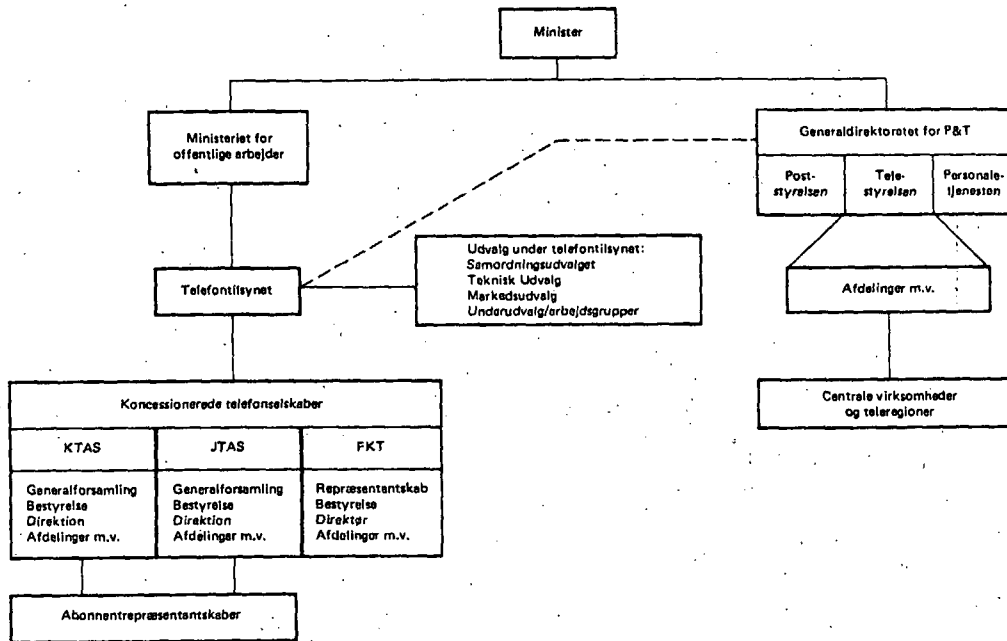 Minister
Ministeriet for
offentlige arbejder
Generaldirektoratet for P&T
Post-
styrelsen
Tele-
styrelsen
Personale-
tjenesten
Telefontilsynet
Udvalg under telefontilsynet:
Samordningsudvalget
Teknisk Udvalg
Markedsudvalg
Underudvalg/arbejdsgrupper
Afdelinger m.v.
Centrale virksomheder
og teleregioner
Koncessionerede telefonselskaber
KTAS
Generalforsamling
Bestyrelse
Direktion
Afdelinger m.v.
JTAS
Generalforsamling
Bestyrelse
Direktion
Afdelinger m.v.
FKT
Repræsentantskab
Bestyrelse
Direktør
Afdelinger m.v.
Abonnentrepræsentantskaber